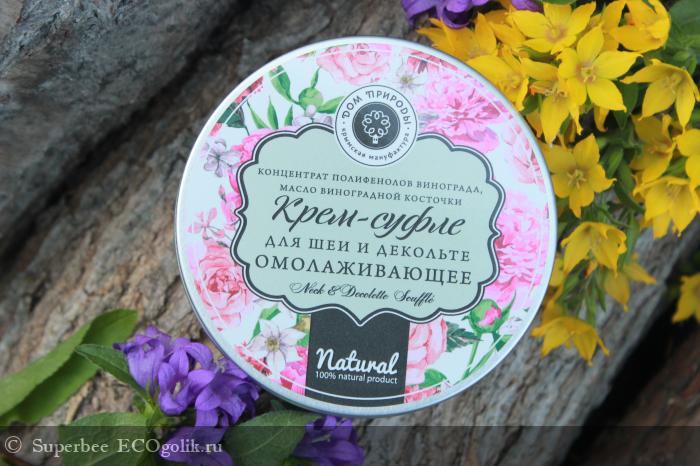 ДОМ ПРИРОДЫ
крымская мануфактура
КОНЦЕНТРАТ ПОЛИФЕНОЛОВ ВИНОГРАДА,
МАСЛО ВИНОГРАДНОЙ КОСТОЧКИ
Крем-суфле
ДЛЯ ШЕИ И ДЕКОЛЬТЕ
ОМОЛАЖИВАЮЩЕЕ
Neck & Decolette Soufflé
Natural
100% natural product
© Superbee ECOgolik.ru